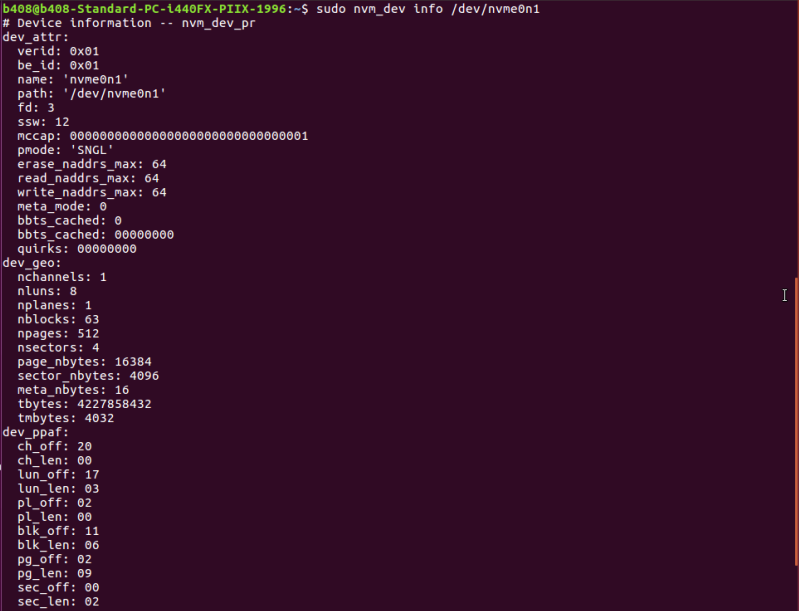 b408@b408-Standard-PC-i440FX-PIIX-1996:~$ sudo nvm_dev info /dev/nvme0n1
# Device information -- nvm_dev_pr
dev_attr:
  verid: 0x01
  be_id: 0x01
  name: 'nvme0n1'
  path: '/dev/nvme0n1'
  fd: 3
  ssw: 12
  mccap: 00000000000000000000000000000001
  pmode: 'SNGL'
  erase_naddrs_max: 64
  read_naddrs_max: 64
  write_naddrs_max: 64
  meta_mode: 0
  bbts_cached: 0
  bbts_cached: 00000000
  quirks: 00000000
dev_geo:
  nchannels: 1
  nluns: 8
  nplanes: 1
  nblocks: 63
  npages: 512
  nsectors: 4
  page_nbytes: 16384
  sector_nbytes: 4096
  meta_nbytes: 16
  tbytes: 4227858432
  tmbytes: 4032
dev_ppaf:
  ch_off: 20
  ch_len: 00
  lun_off: 17
  lun_len: 03
  pl_off: 02
  pl_len: 00
  blk_off: 11
  blk_len: 06
  pg_off: 02
  pg_len: 09
  sec_off: 00
  sec_len: 02